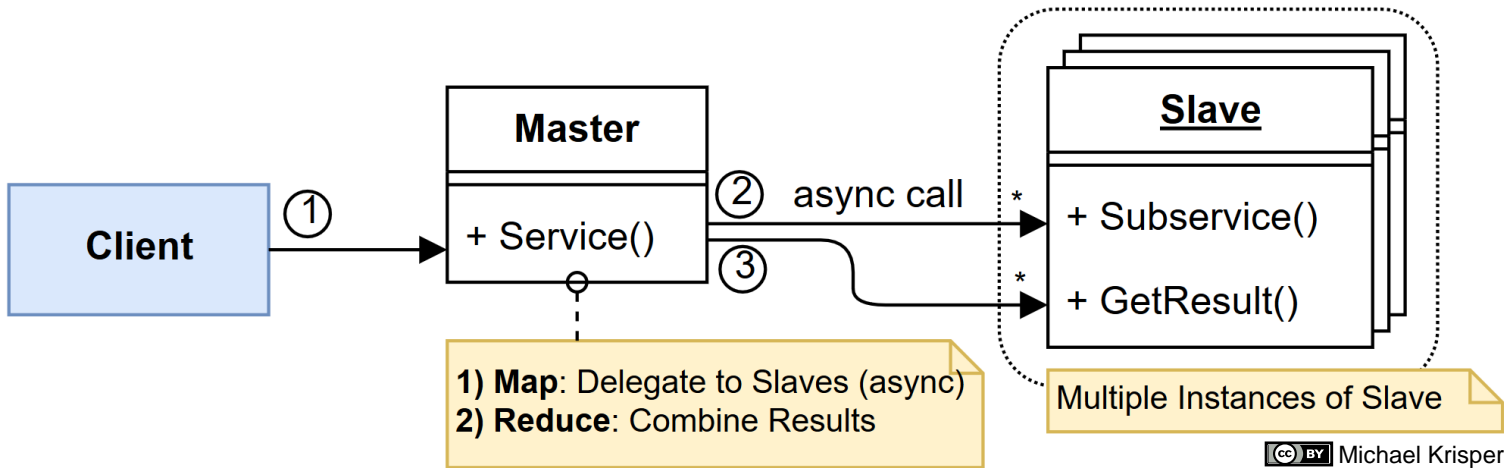 Client
1
Master
+ Service()
2
async call
*
3
*
Slave
+ Subservice()
+ GetResult()
1) Map: Delegate to Slaves (async)
2) Reduce: Combine Results
Multiple Instances of Slave
cc BY Michael Krisper